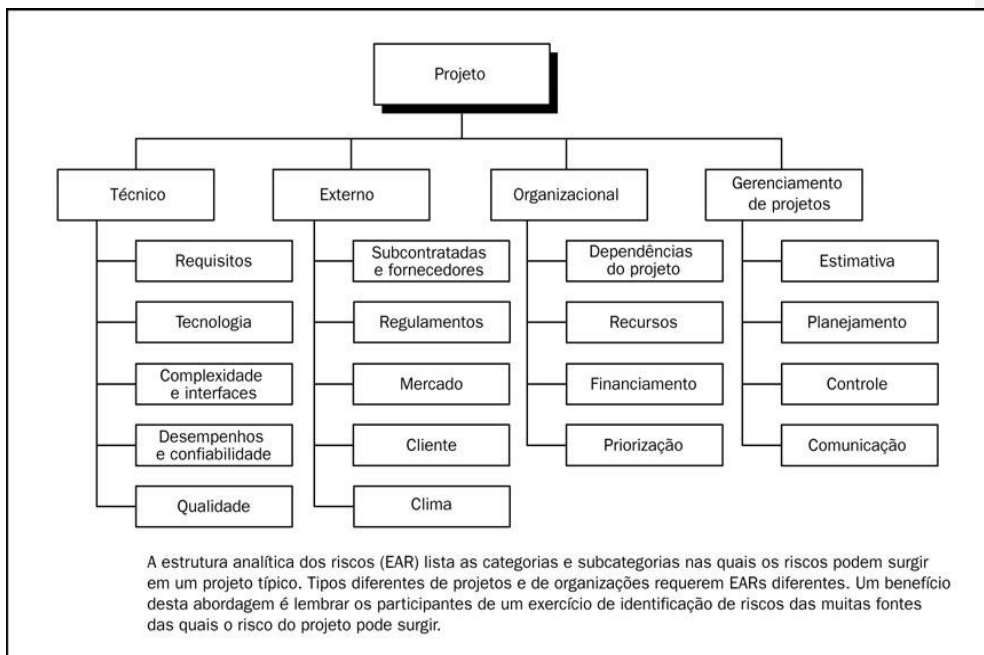 Projeto
Técnico
Externo
Organizacional
Gerenciamento
de projetos
Requisitos
Subcontratadas
e fornecedores
Dependências
do projeto
Estimativa
Tecnologia
Regulamentos
Recursos
Planejamento
Complexidade
e interfaces
Mercado
Financiamento
Controle
Desempenhos
e confiabilidade
Cliente
Priorização
Comunicação
Qualidade
Clima
A estrutura analítica dos riscos (EAR) lista as categorias e subcategorias nas quais os riscos podem surgir
em um projeto típico. Tipos diferentes de projetos e de organizações requerem EARs diferentes. Um benefício
desta abordagem é lembrar os participantes de um exercício de identificação de riscos das muitas fontes
das quais o risco do projeto pode surgir.